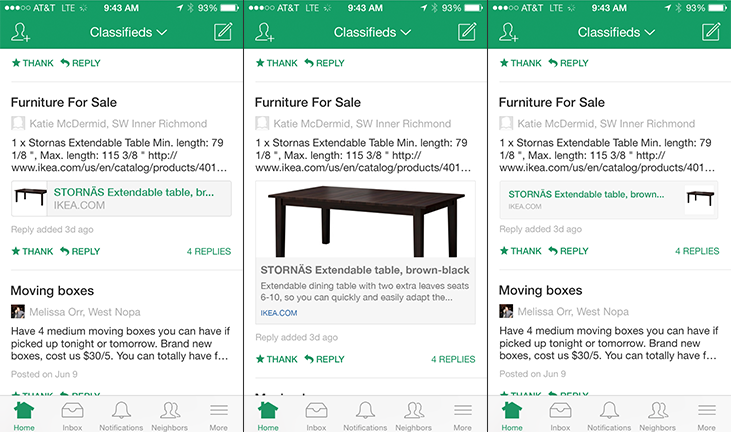 AT&T LTE 9:43 AM 93%
Classifieds
THANK REPLY
Furniture For Sale
Katie McDermid, SW Inner Richmond
1 x Stornas Extendable Table Min. length: 79
1/8 ", Max. length: 115 3/8 " http://
www.ikea.com/us/en/catalog/products/401...
STORNÄS Extendable table, br...
IKEA.COM
Reply added 3d ago
THANK REPLY 4 REPLIES
Moving boxes
Melissa Orr, West Nopa
Have 4 medium moving boxes you can have if
picked up tonight or tomorrow. Brand new
boxes, cost us $30/5. You can totally have f...
Posted on Jun 9
Home Inbox Notifications Neighbors More
AT&T LTE 9:43 AM 93%
Classifieds
THANK REPLY
Furniture For Sale
Katie McDermid, SW Inner Richmond
1 x Stornas Extendable Table Min. length: 79
1/8 ", Max. length: 115 3/8 " http://
www.ikea.com/us/en/catalog/products/401...
STORNÄS Extendable table, brown-black
Extendable dining table with two extra leaves seats
6-10, so you can quickly and easily adapt the...
IKEA.COM
Reply added 3d ago
THANK REPLY 4 REPLIES
Home Inbox Notifications Neighbors More
AT&T LTE 9:43 AM 93%
Classifieds
THANK REPLY
Furniture For Sale
Katie McDermid, SW Inner Richmond
1 x Stornas Extendable Table Min. length: 79
1/8 ", Max. length: 115 3/8 " http://
www.ikea.com/us/en/catalog/products/401...
STORNÄS Extendable table, brown...
IKEA.COM
Reply added 3d ago
THANK REPLY 4 REPLIES
Moving boxes
Melissa Orr, West Nopa
Have 4 medium moving boxes you can have if
picked up tonight or tomorrow. Brand new
boxes, cost us $30/5. You can totally have f...
Posted on Jun 9
Home Inbox Notifications Neighbors More